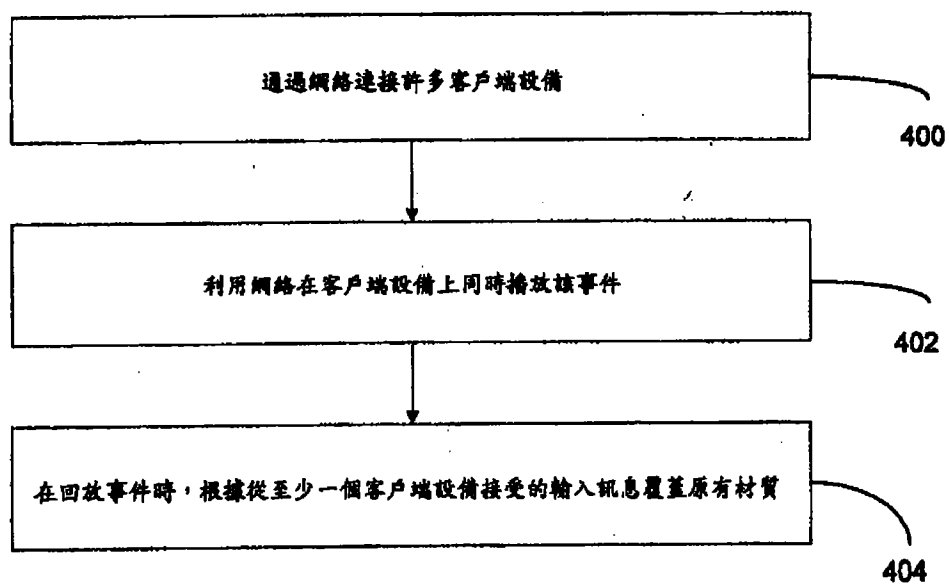 通過網絡連接許多客戶端設備
400
利用網絡在客戶端設備上同時播放該事件
402
在回放事件時，根據從至少一個客戶端設備接受的輸入訊息覆蓋原有材質
404